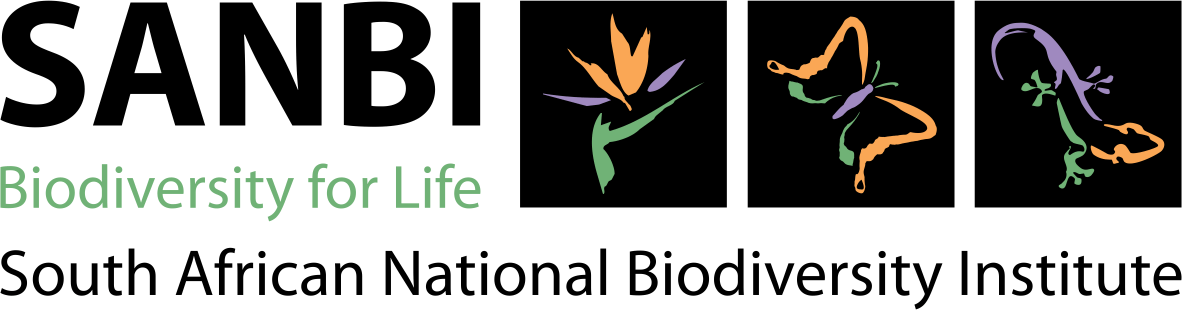 SANBI
Biodiversity for Life
South African National Biodiversity Institute